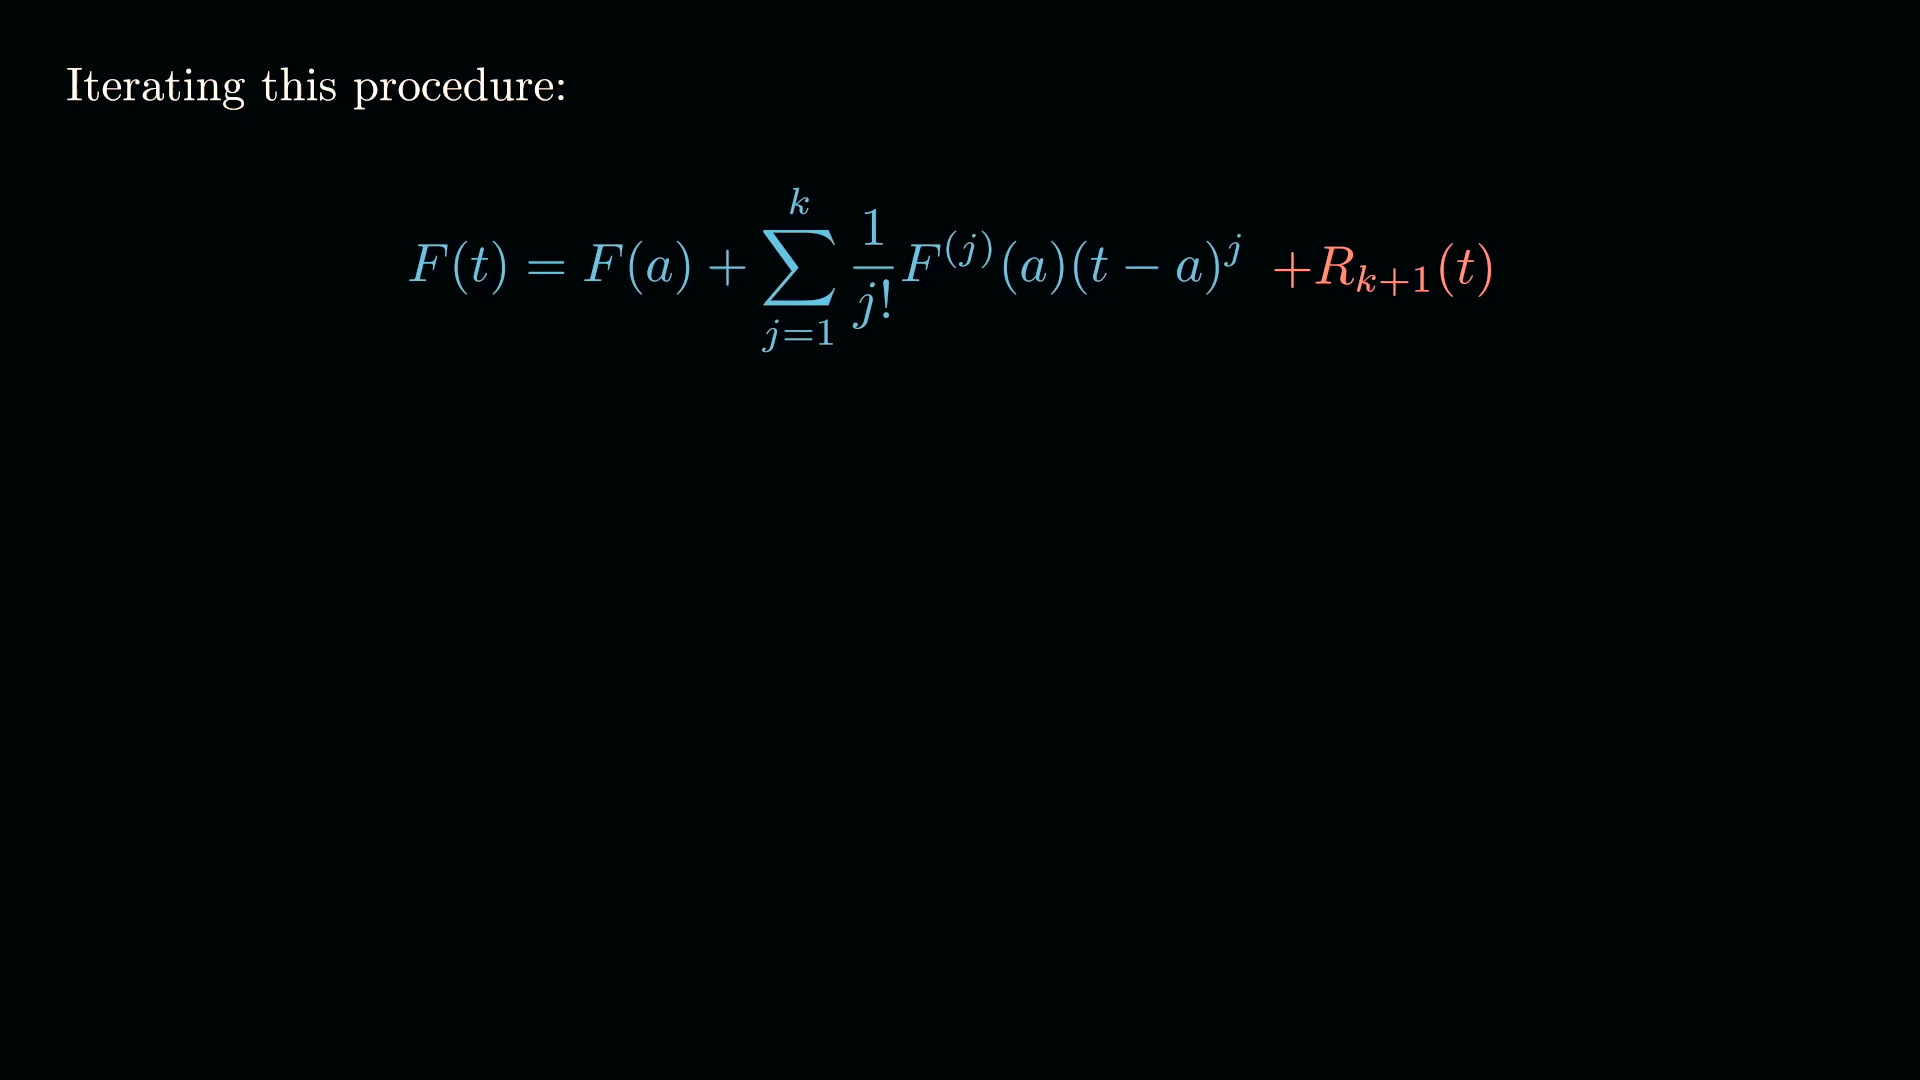 Iterating this procedure:
$F(t) = F(a) + \sum_{j=1}^{k} \frac{1}{j!} F^{(j)}(a)(t-a)^j + R_{k+1}(t)$